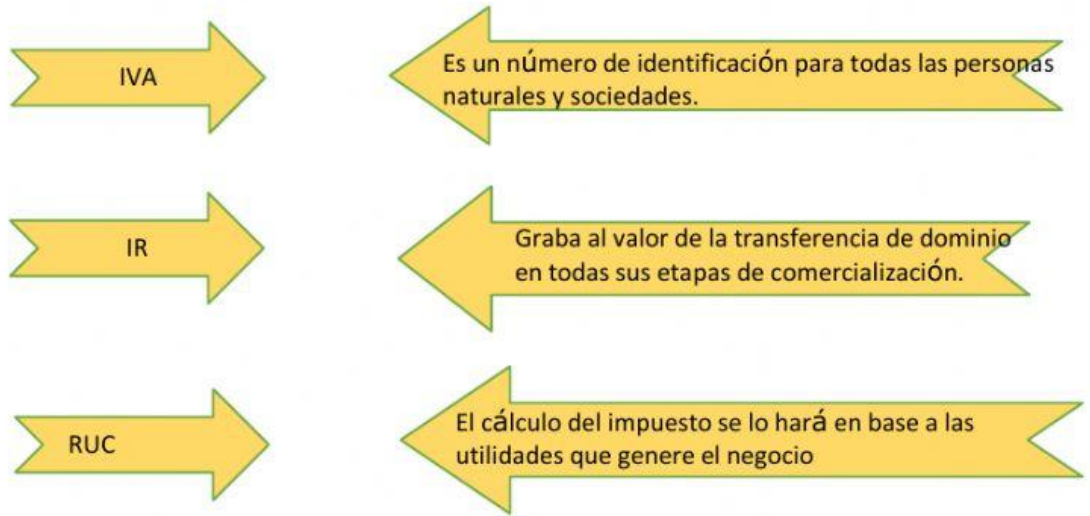 IVA
Es un número de identificación para todas las personas
naturales y sociedades.
IR
Graba al valor de la transferencia de dominio
en todas sus etapas de comercialización.
RUC
El cálculo del impuesto se lo hará en base a las
utilidades que genere el negocio